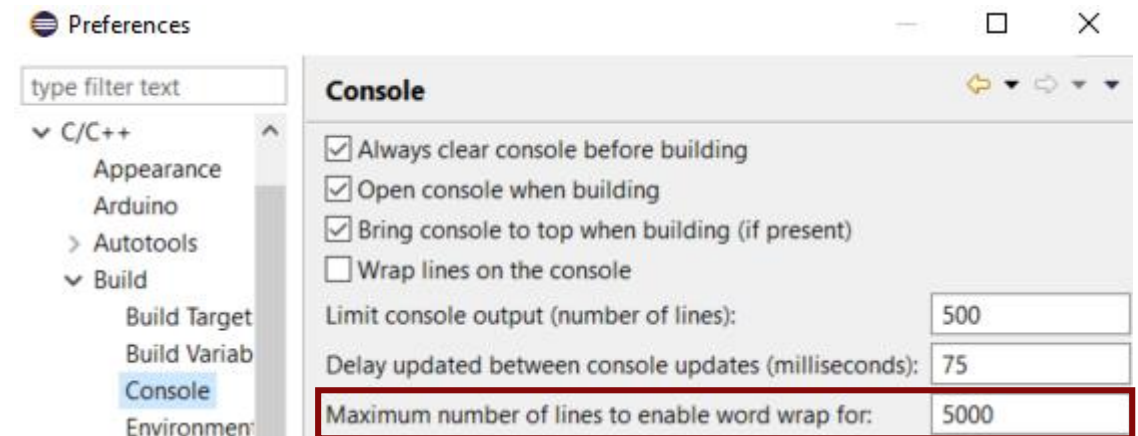 Preferences
type filter text
C/C++
Appearance
Arduino
Autotools
Build
Build Target
Build Variab
Console
Environment
Console
Always clear console before building
Open console when building
Bring console to top when building (if present)
Wrap lines on the console
Limit console output (number of lines): 500
Delay updated between console updates (milliseconds): 75
Maximum number of lines to enable word wrap for: 5000